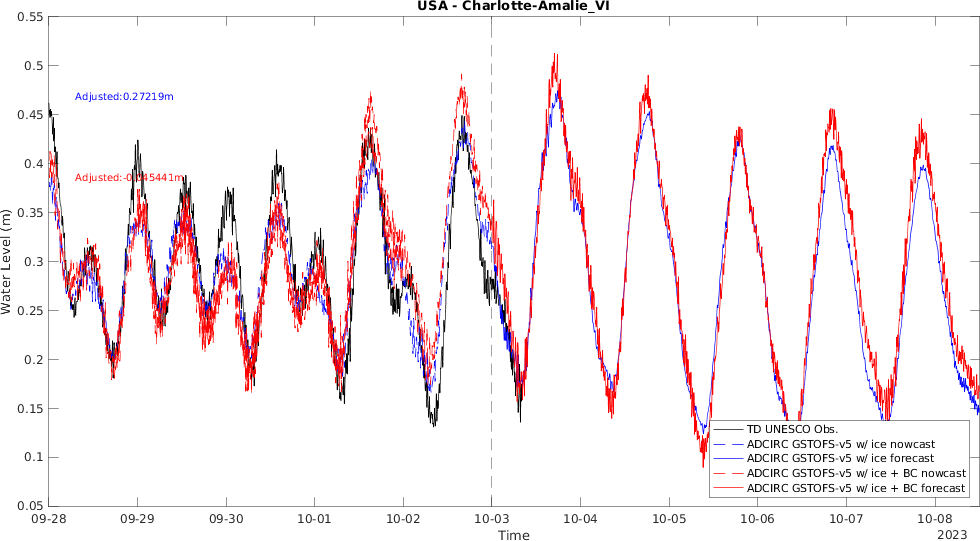 USA - Charlotte-Amalie_VI
0.55
0.5
0.45
0.4
0.35
0.3
0.25
0.2
0.15
0.1
0.05
Water Level (m)
Adjusted:0.27219m
Adjusted:-0.045441m
TD UNESCO Obs.
ADCIRC GSTOFS-v5 w/ ice nowcast
ADCIRC GSTOFS-v5 w/ ice forecast
ADCIRC GSTOFS-v5 w/ ice + BC nowcast
ADCIRC GSTOFS-v5 w/ ice + BC forecast
09-28 09-29 09-30 10-01 10-02 10-03 10-04 10-05 10-06 10-07 10-08
Time
2023